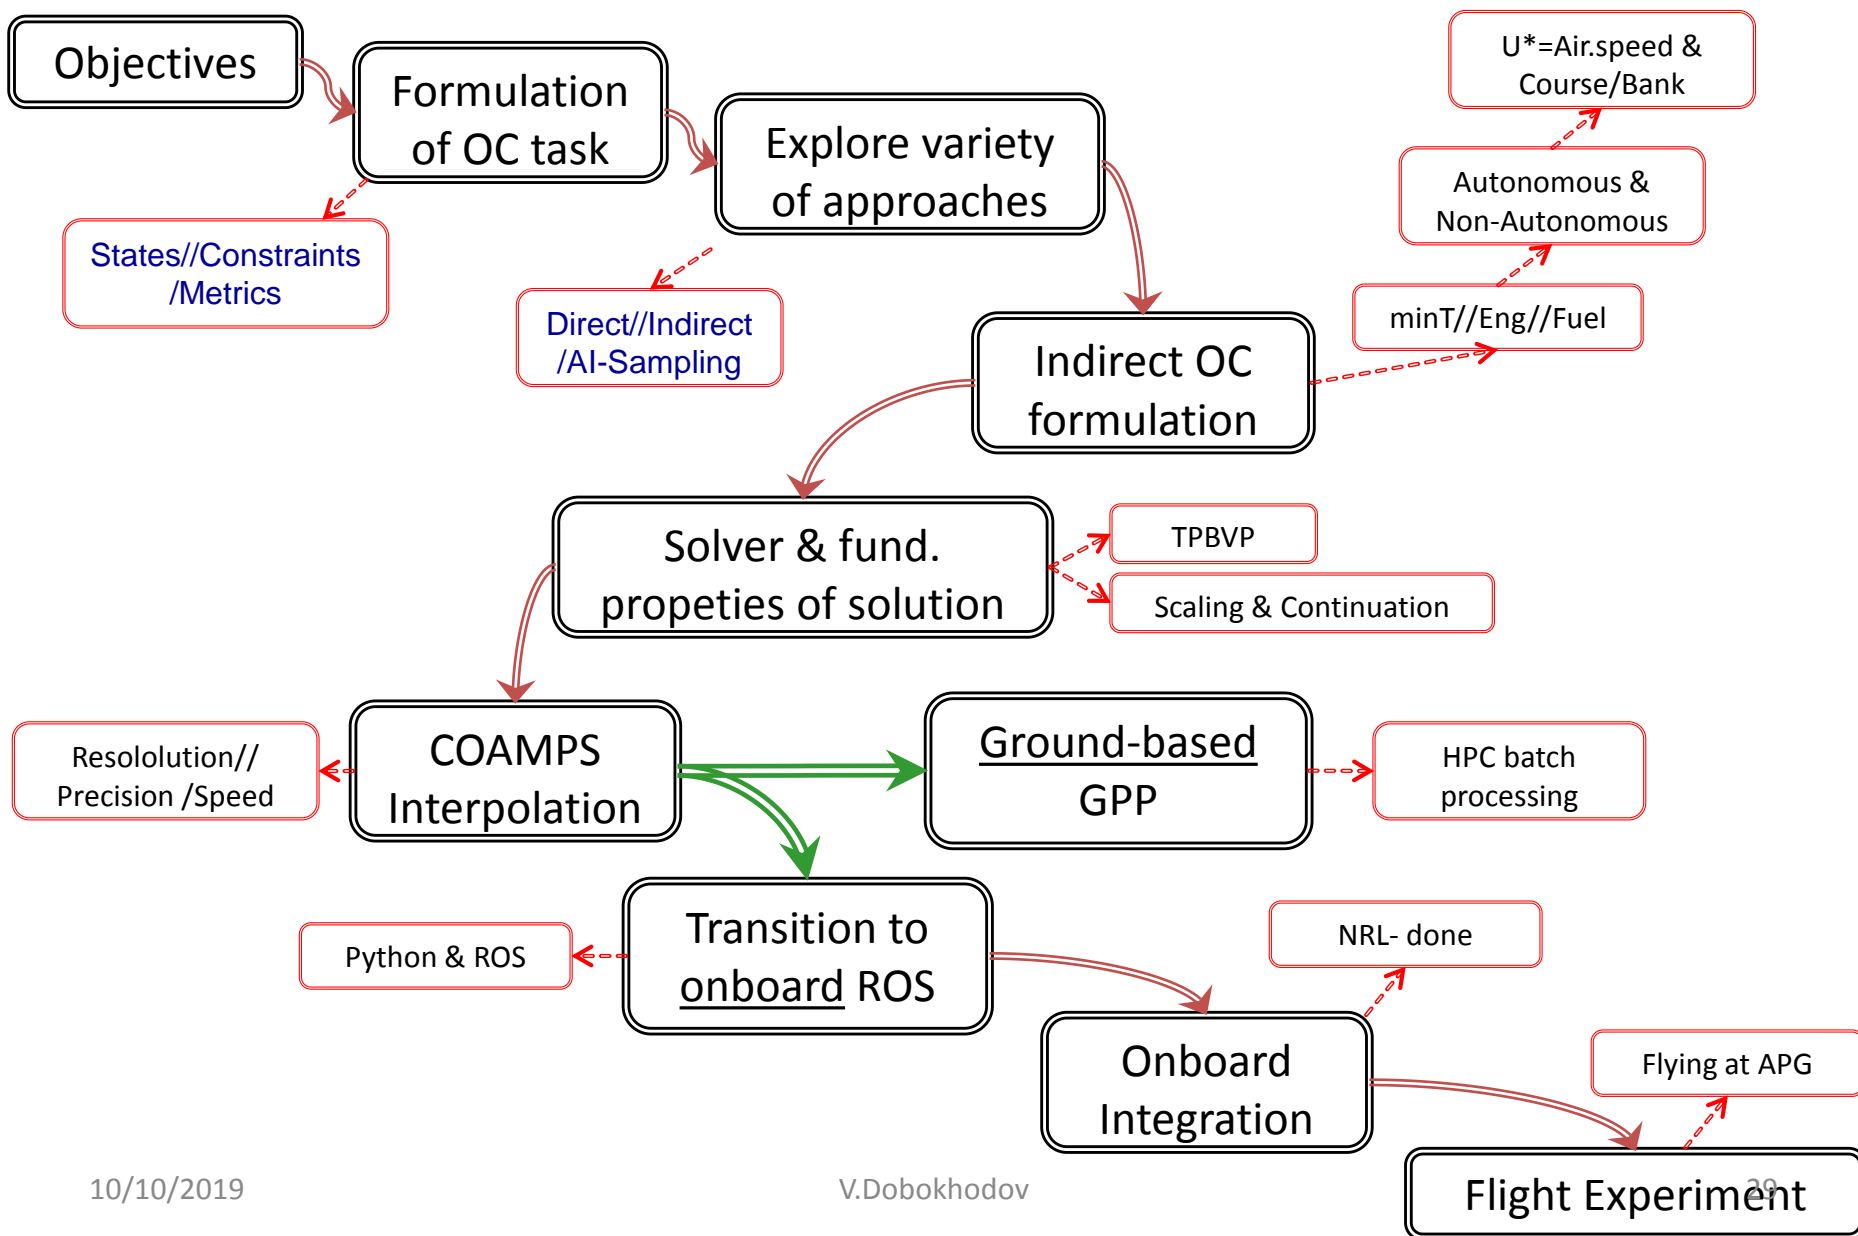 Objectives
Formulation
of OC task
Explore variety
of approaches
U*=Air.speed &
Course/Bank
Autonomous &
Non-Autonomous
minT//Eng//Fuel
States//Constraints
/Metrics
Direct//Indirect
/AI-Sampling
Indirect OC
formulation
Solver & fund.
propeties of solution
TPBVP
Scaling & Continuation
Resololution//
Precision /Speed
COAMPS
Interpolation
Ground-based
GPP
HPC batch
processing
Python & ROS
Transition to
onboard ROS
NRL- done
Onboard
Integration
Flying at APG
Flight Experiment
10/10/2019
V.Dobokhodov
29